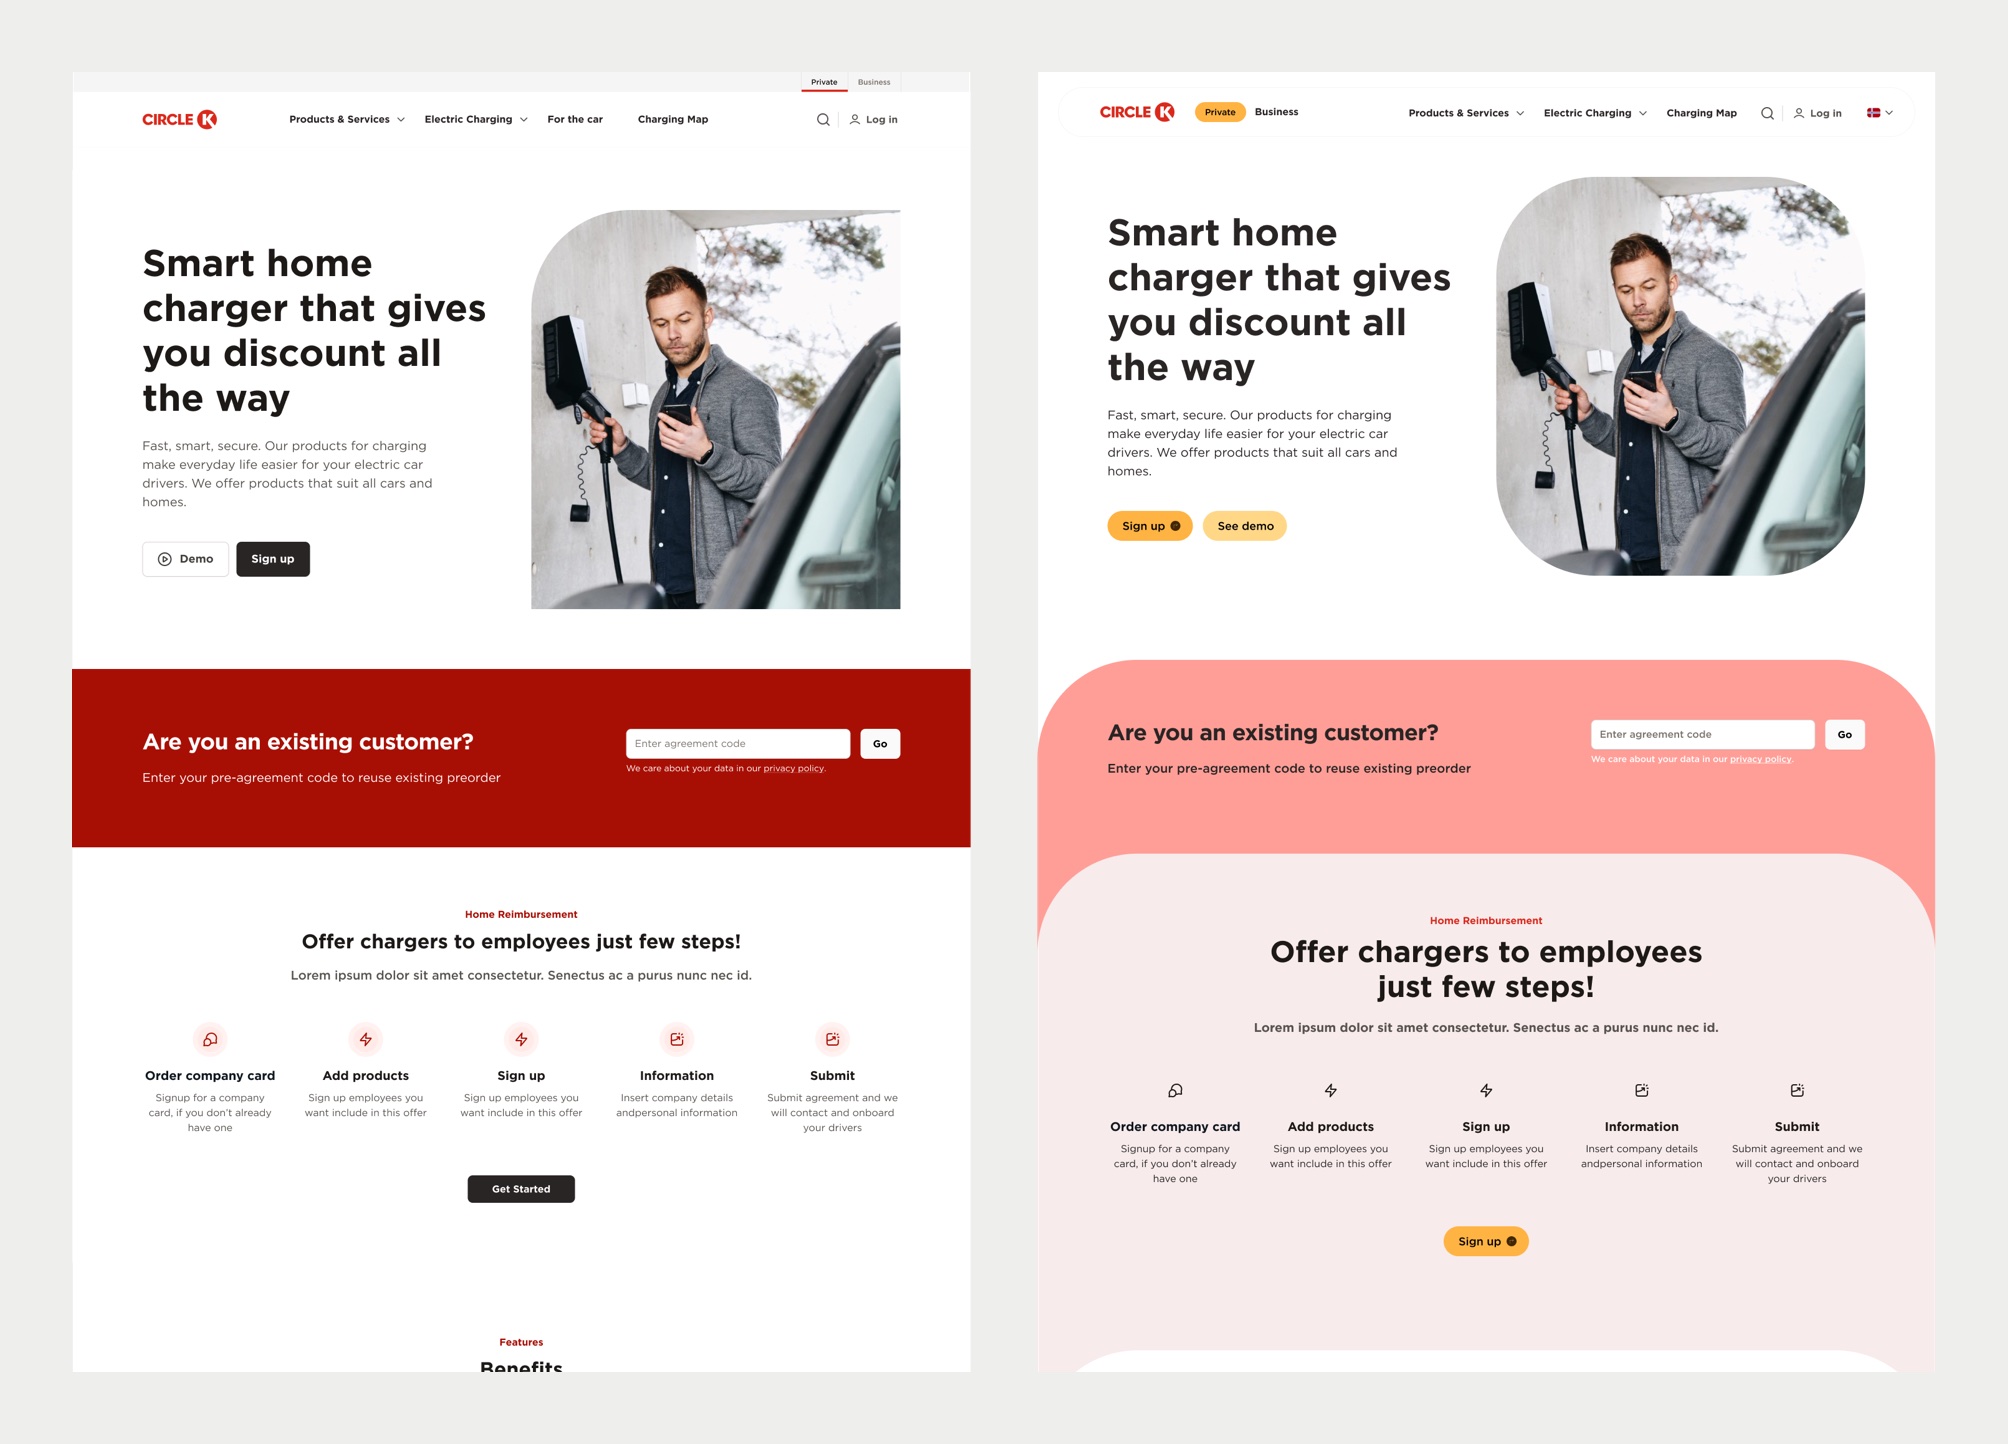 Private Business
CIRCLE K Products & Services Electric Charging For the car Charging Map Log in
Smart home
charger that gives
you discount all
the way
Fast, smart, secure. Our products for charging
make everyday life easier for your electric car
drivers. We offer products that suit all cars and
homes.
Demo Sign up
Are you an existing customer?
Enter your pre-agreement code to reuse existing preorder
Enter agreement code Go
We care about your data in our privacy policy.
Home Reimbursement
Offer chargers to employees just few steps!
Lorem ipsum dolor sit amet consectetur. Senectus ac a purus nunc nec id.
Order company card
Signup for a company
card, if you don't already
have one
Add products
Sign up employees you
want include in this offer
Sign up
Sign up employees you
want include in this offer
Information
Insert company details
andpersonal information
Submit
Submit agreement and we
will contact and onboard
your drivers
Get Started
Features
Benefits
CIRCLE K Private Business Products & Services Electric Charging Charging Map Log in
Smart home
charger that gives
you discount all
the way
Fast, smart, secure. Our products for charging
make everyday life easier for your electric car
drivers. We offer products that suit all cars and
homes.
Sign up See demo
Are you an existing customer?
Enter your pre-agreement code to reuse existing preorder
Enter agreement code Go
We care about your data in our privacy policy.
Home Reimbursement
Offer chargers to employees
just few steps!
Lorem ipsum dolor sit amet consectetur. Senectus ac a purus nunc nec id.
Order company card
Signup for a company
card, if you don't already
have one
Add products
Sign up employees you
want include in this offer
Sign up
Sign up employees you
want include in this offer
Information
Insert company details
andpersonal information
Submit
Submit agreement and we
will contact and onboard
your drivers
Sign up